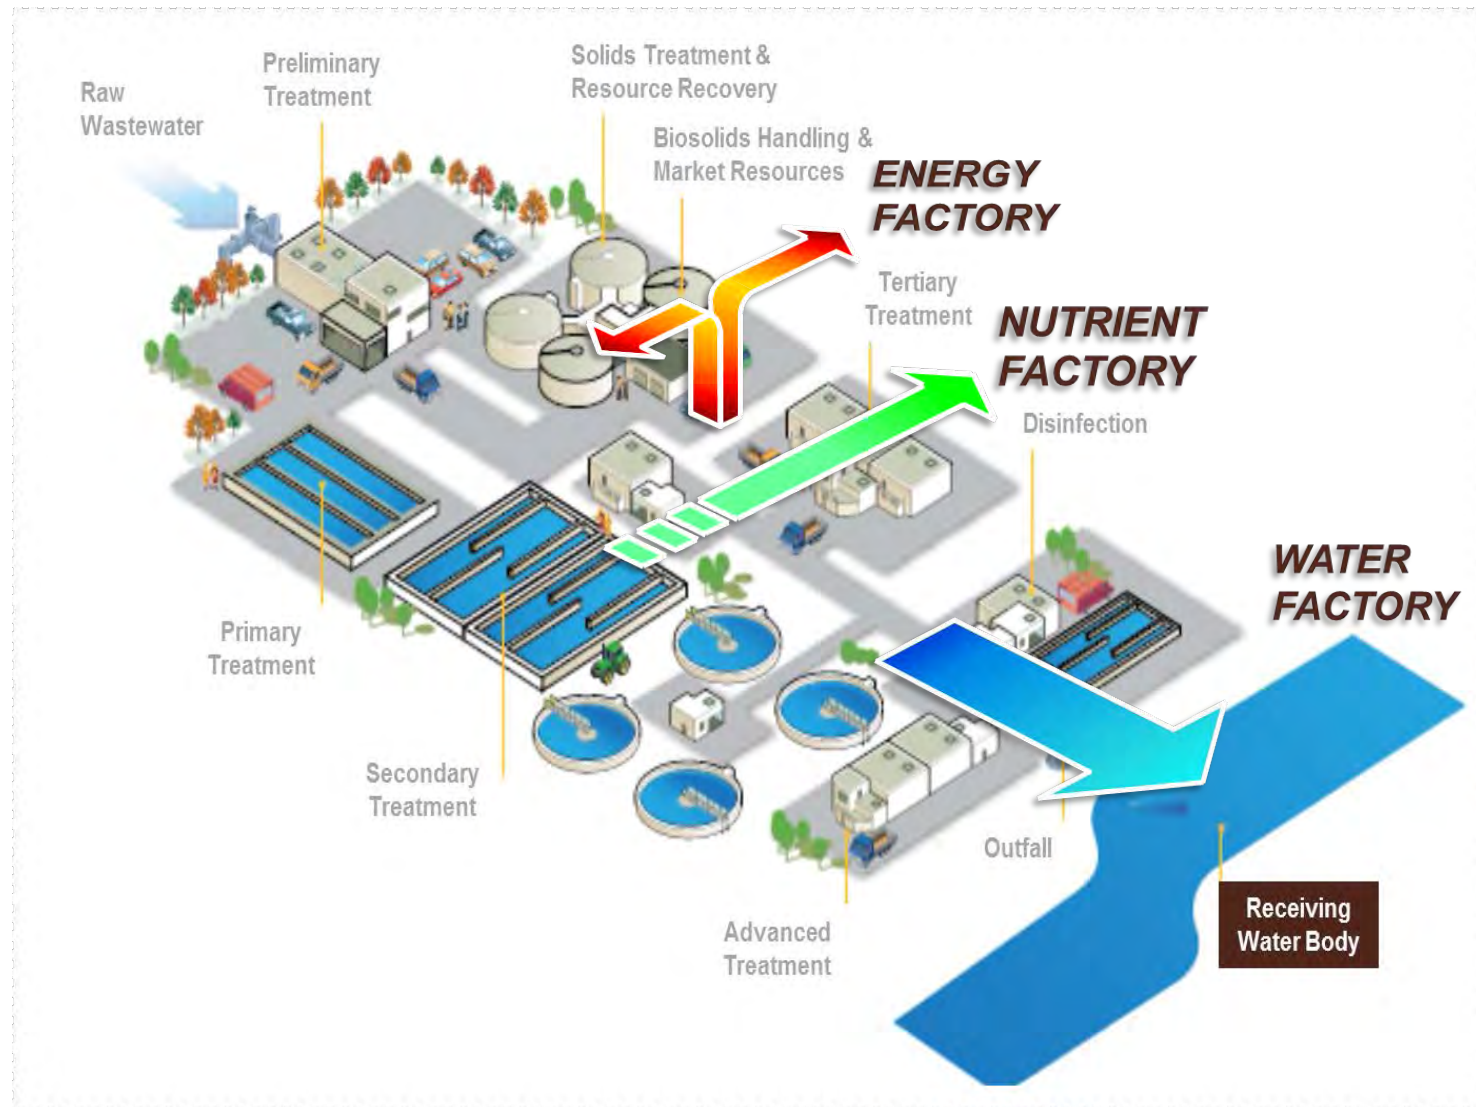 Raw
Wastewater
Preliminary
Treatment
Solids Treatment &
Resource Recovery
Biosolids Handling &
Market Resources
ENERGY
FACTORY
Tertiary
Treatment
NUTRIENT
FACTORY
Disinfection
WATER
FACTORY
Primary
Treatment
Secondary
Treatment
Outfall
Receiving
Water Body
Advanced
Treatment